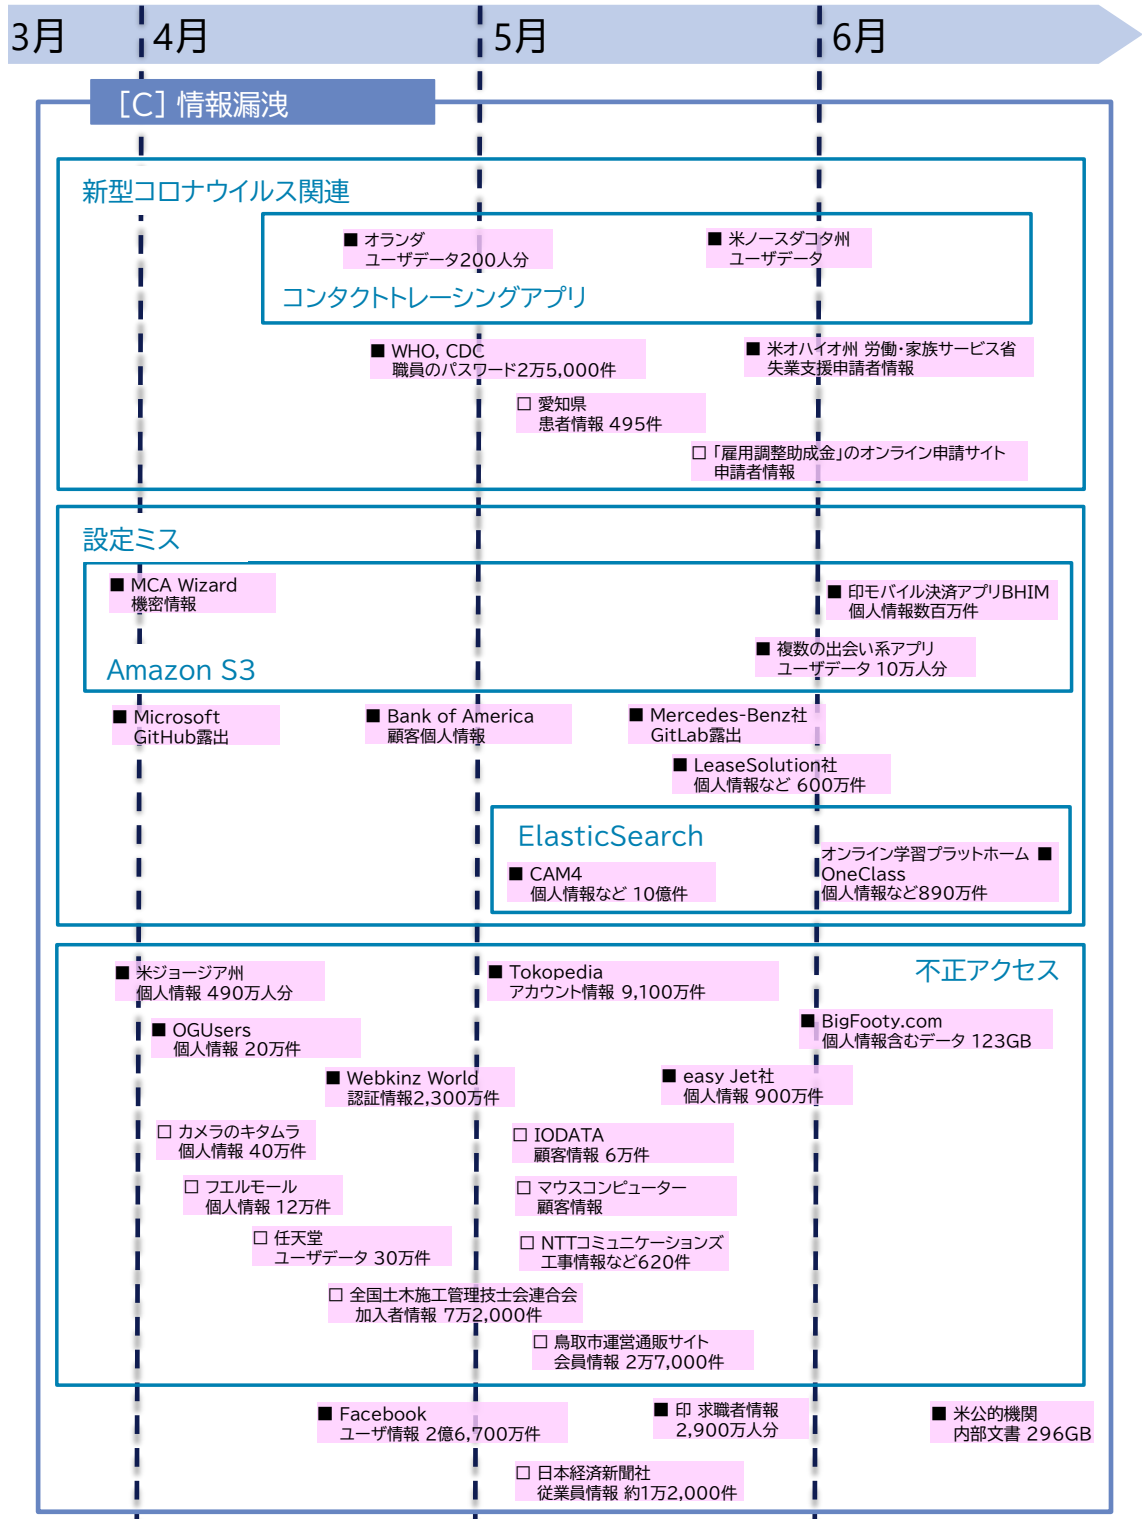 3月 4月 5月 6月
[C] 情報漏洩
新型コロナウイルス関連
■ オランダ
ユーザデータ200人分
■ 米ノースダコタ州
ユーザデータ
コンタクトトレーシングアプリ
■ WHO, CDC
職員のパスワード2万5,000件
■ 米オハイオ州 労働・家族サービス省
失業支援申請者情報
□ 愛知県
患者情報 495件
□ 「雇用調整助成金」のオンライン申請サイト
申請者情報
設定ミス
■ MCA Wizard
機密情報
■ 印モバイル決済アプリBHIM
個人情報数百万件
■ 複数の出会い系アプリ
ユーザデータ 10万人分
Amazon S3
■ Microsoft
GitHub露出
■ Bank of America
顧客個人情報
■ Mercedes-Benz社
GitLab露出
■ LeaseSolution社
個人情報など 600万件
ElasticSearch
■ CAM4
個人情報など 10億件
オンライン学習プラットホーム ■
OneClass
個人情報など890万件
不正アクセス
■ 米ジョージア州
個人情報 490万人分
■ Tokopedia
アカウント情報 9,100万件
■ OGUsers
個人情報 20万件
■ BigFooty.com
個人情報含むデータ 123GB
■ Webkinz World
認証情報2,300万件
■ easy Jet社
個人情報 900万件
□ カメラのキタムラ
個人情報 40万件
□ IODATA
顧客情報 6万件
□ フエルモール
個人情報 12万件
□ マウスコンピューター
顧客情報
□ 任天堂
ユーザデータ 30万件
□ NTTコミュニケーションズ
工事情報など620件
□ 全国土木施工管理技士会連合会
加入者情報 7万2,000件
□ 鳥取市運営通販サイト
会員情報 2万7,000件
■ Facebook
ユーザ情報 2億6,700万件
■ 印 求職者情報
2,900万人分
■ 米公的機関
内部文書 296GB
□ 日本経済新聞社
従業員情報 約1万2,000件